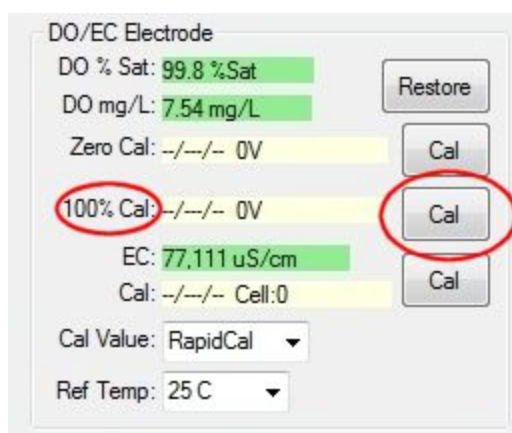 DO/EC Electrode
DO % Sat: 99.8 %Sat
Restore
DO mg/L: 7.54 mg/L
Zero Cal: --/---/-- 0V Cal
100% Cal: --/---/-- 0V Cal
EC: 77,111 uS/cm
Cal
Cal: --/---/-- Cell:0
Cal Value: RapidCal
Ref Temp: 25 C